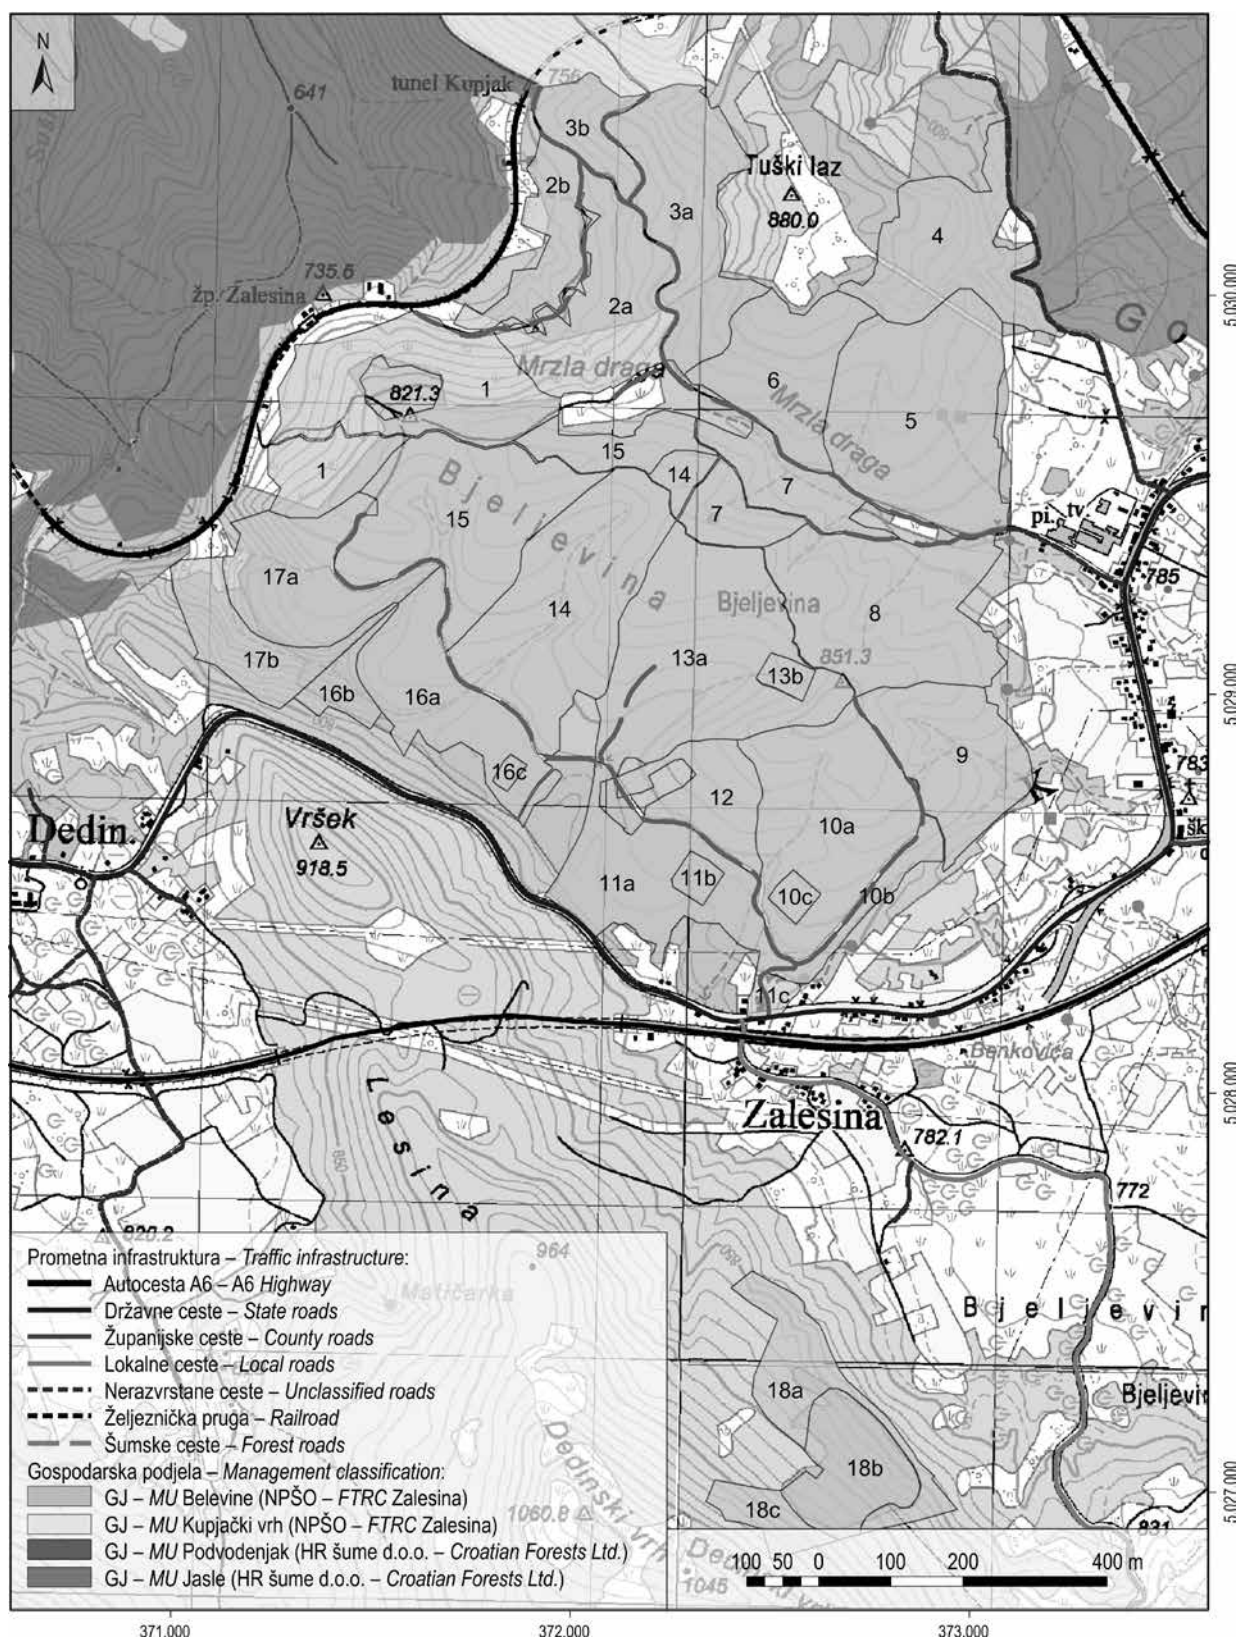 N
tunel Kupjak
756
641
3b
2b
Tuški laz
880.0
3a
4
735.6
žp. Zalesina
2a
G o
5.030.000
Mrzla draga
821.3
1
6
Mrzla draga
5
15
14
1
B j e l j e v i n a
7
15
7
pi.
tv
785
17a
14
Bjeljevina
8
17b
13a
851.3
13b
16b
16a
5.029.000
16c
9
783
Vršek
918.5
Dedin
12
10a
šk
11a
11b
10c
10b
11c
Bankovica
L e s i n a
5.028.000
Zalesina
782.1
772
850
820.2
964
Matičarka
B j e l j e v i n
Bjeljevin
18a
18b
18c
Dedinski vrh
1060.8
1045
831
5.027.000
Prometna infrastruktura – Traffic infrastructure:
Autocesta A6 – A6 Highway
Državne ceste – State roads
Županijske ceste – County roads
Lokalne ceste – Local roads
Nerazvrstane ceste – Unclassified roads
Željeznička pruga – Railroad
Šumske ceste – Forest roads
Gospodarska podjela – Management classification:
GJ – MU Belevine (NPŠO – FTRC Zalesina)
GJ – MU Kupjački vrh (NPŠO – FTRC Zalesina)
GJ – MU Podvodenjak (HR šume d.o.o. – Croatian Forests Ltd.)
GJ – MU Jasle (HR šume d.o.o. – Croatian Forests Ltd.)
100 50 0 100 200 400 m
371.000
372.000
373.000